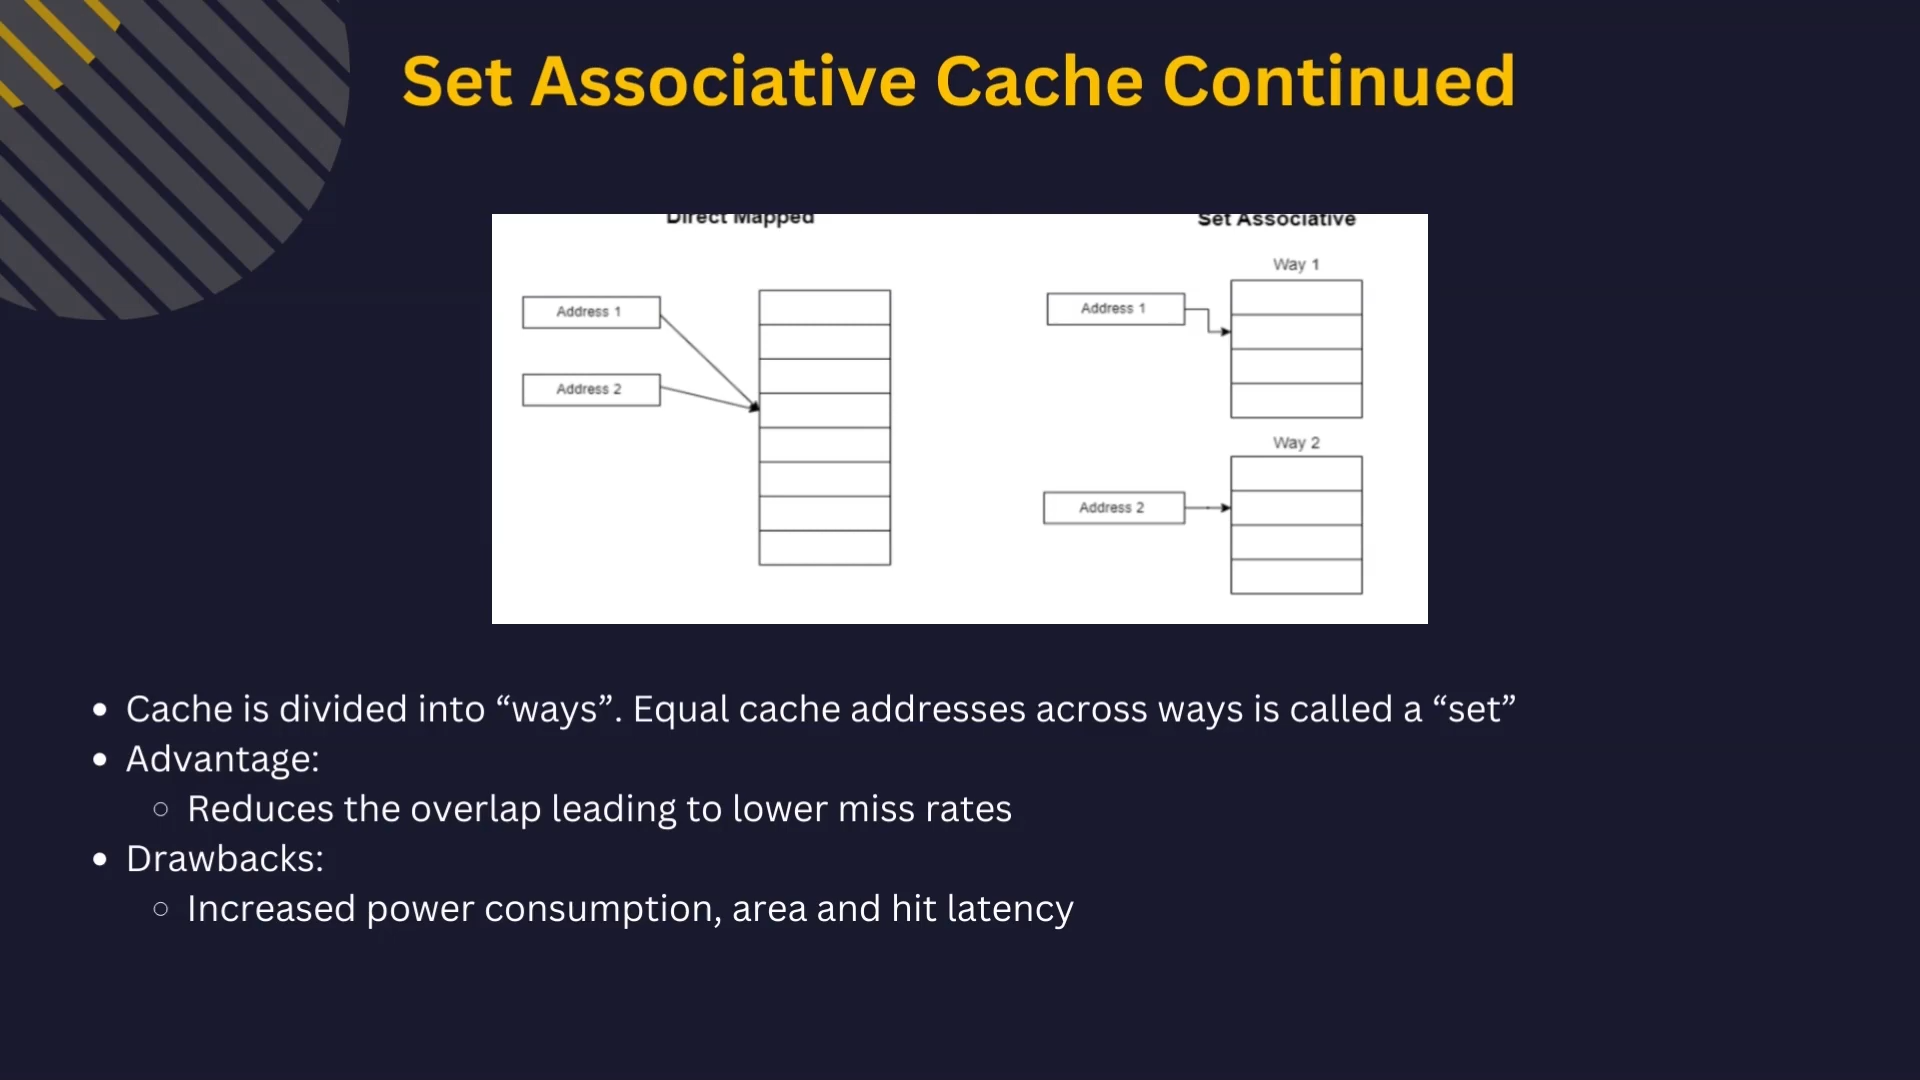 Set Associative Cache Continued
Direct Mapped
Set Associative
Way 1
Address 1
Address 1
Address 2
Way 2
Address 2
• Cache is divided into “ways”. Equal cache addresses across ways is called a “set”
• Advantage:
○ Reduces the overlap leading to lower miss rates
• Drawbacks:
○ Increased power consumption, area and hit latency